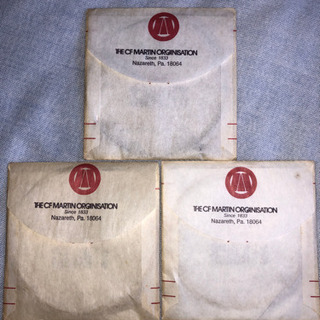 THE CF MARTIN ORGINISATION
Since 1833
Nazareth, Pa. 18064
THE CF MARTIN ORGINISATION
Since 1833
Nazareth, Pa. 18064
THE CF MARTIN ORGINISATION
Since 1833
Nazareth, Pa. 18064